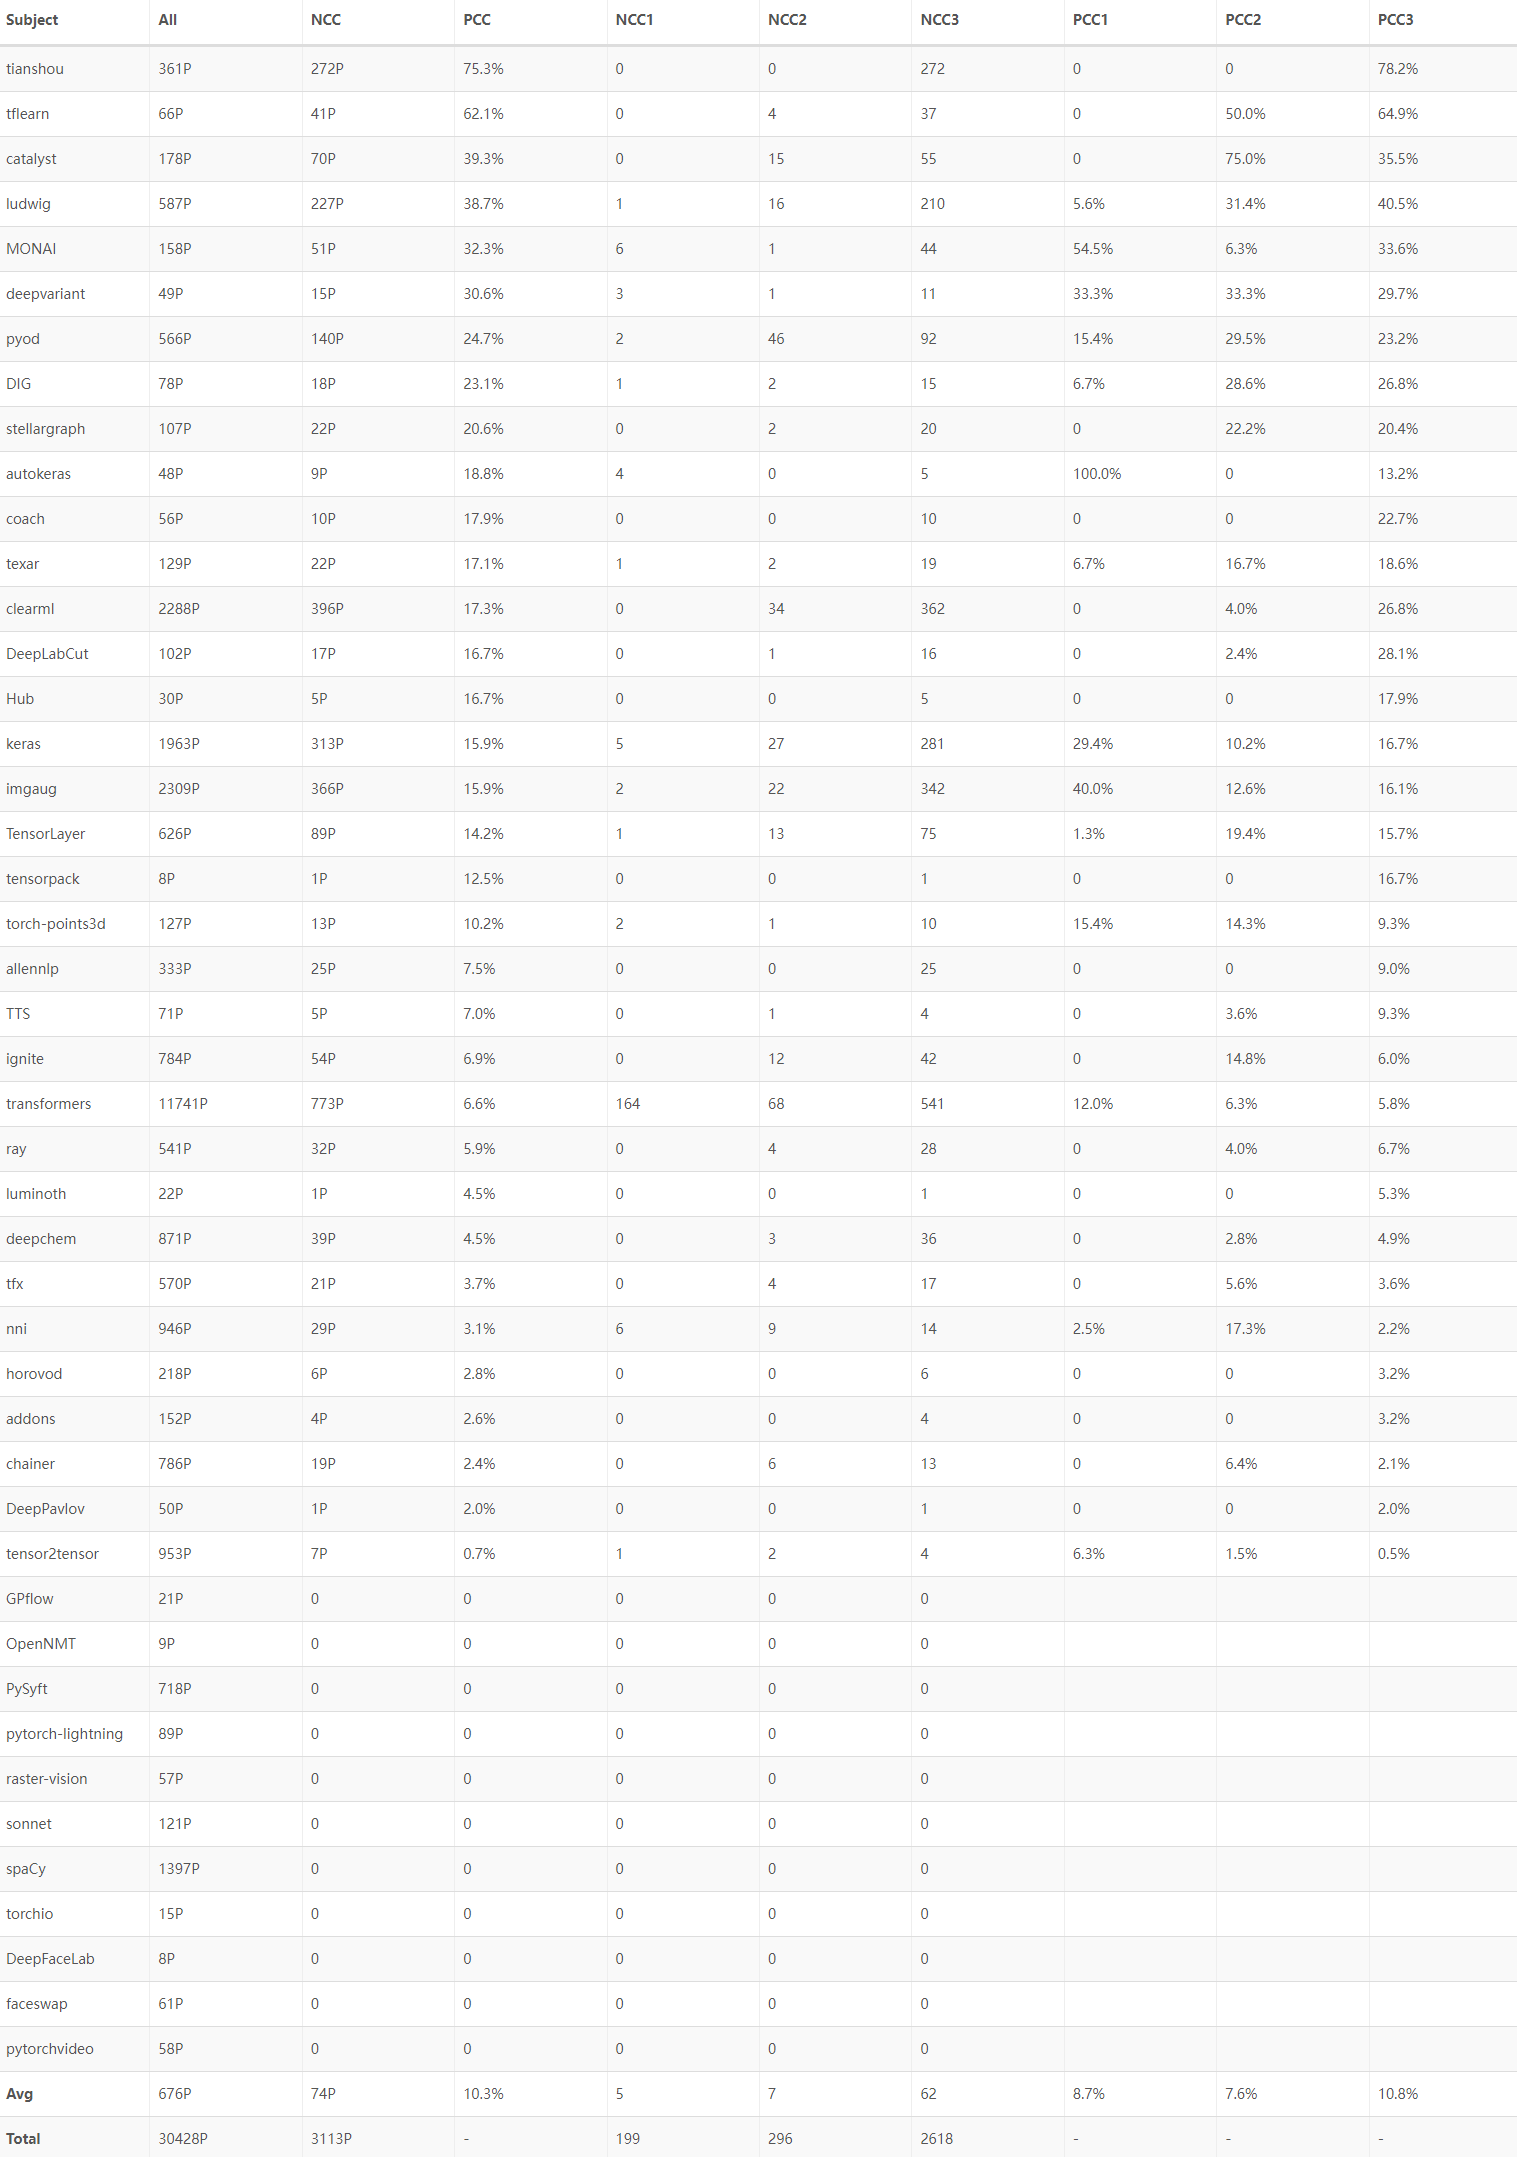 Subject All NCC PCC NCC1 NCC2 NCC3 PCC1 PCC2 PCC3
tianshou 361P 272P 75.3% 0 0 272 0 0 78.2%
tflearn 66P 41P 62.1% 0 4 37 0 50.0% 64.9%
catalyst 178P 70P 39.3% 0 15 55 0 75.0% 35.5%
ludwig 587P 227P 38.7% 1 16 210 5.6% 31.4% 40.5%
MONAI 158P 51P 32.3% 6 1 44 54.5% 6.3% 33.6%
deepvariant 49P 15P 30.6% 3 1 11 33.3% 33.3% 29.7%
pyod 566P 140P 24.7% 2 46 92 15.4% 29.5% 23.2%
DIG 78P 18P 23.1% 1 2 15 6.7% 28.6% 26.8%
stellargraph 107P 22P 20.6% 0 2 20 0 22.2% 20.4%
autokeras 48P 9P 18.8% 4 0 5 100.0% 0 13.2%
coach 56P 10P 17.9% 0 0 10 0 0 22.7%
texar 129P 22P 17.1% 1 2 19 6.7% 16.7% 18.6%
clearml 2288P 396P 17.3% 0 34 362 0 4.0% 26.8%
DeepLabCut 102P 17P 16.7% 0 1 16 0 2.4% 28.1%
Hub 30P 5P 16.7% 0 0 5 0 0 17.9%
keras 1963P 313P 15.9% 5 27 281 29.4% 10.2% 16.7%
imgaug 2309P 366P 15.9% 2 22 342 40.0% 12.6% 16.1%
TensorLayer 626P 89P 14.2% 1 13 75 1.3% 19.4% 15.7%
tensorpack 8P 1P 12.5% 0 0 1 0 0 16.7%
torch-points3d 127P 13P 10.2% 2 1 10 15.4% 14.3% 9.3%
allennlp 333P 25P 7.5% 0 0 25 0 0 9.0%
TTS 71P 5P 7.0% 0 1 4 0 3.6% 9.3%
ignite 784P 54P 6.9% 0 12 42 0 14.8% 6.0%
transformers 11741P 773P 6.6% 164 68 541 12.0% 6.3% 5.8%
ray 541P 32P 5.9% 0 4 28 0 4.0% 6.7%
luminoth 22P 1P 4.5% 0 0 1 0 0 5.3%
deepchem 871P 39P 4.5% 0 3 36 0 2.8% 4.9%
tfx 570P 21P 3.7% 0 4 17 0 5.6% 3.6%
nni 946P 29P 3.1% 6 9 14 2.5% 17.3% 2.2%
horovod 218P 6P 2.8% 0 0 6 0 0 3.2%
addons 152P 4P 2.6% 0 0 4 0 0 3.2%
chainer 786P 19P 2.4% 0 6 13 0 6.4% 2.1%
DeepPavlov 50P 1P 2.0% 0 0 1 0 0 2.0%
tensor2tensor 953P 7P 0.7% 1 2 4 6.3% 1.5% 0.5%
GPflow 21P 0 0 0 0 0
OpenNMT 9P 0 0 0 0 0
PySyft 718P 0 0 0 0 0
pytorch-lightning 89P 0 0 0 0 0
raster-vision 57P 0 0 0 0 0
sonnet 121P 0 0 0 0 0
spaCy 1397P 0 0 0 0 0
torchio 15P 0 0 0 0 0
DeepFaceLab 8P 0 0 0 0 0
faceswap 61P 0 0 0 0 0
pytorchvideo 58P 0 0 0 0 0
Avg 676P 74P 10.3% 5 7 62 8.7% 7.6% 10.8%
Total 30428P 3113P - 199 296 2618 - - -